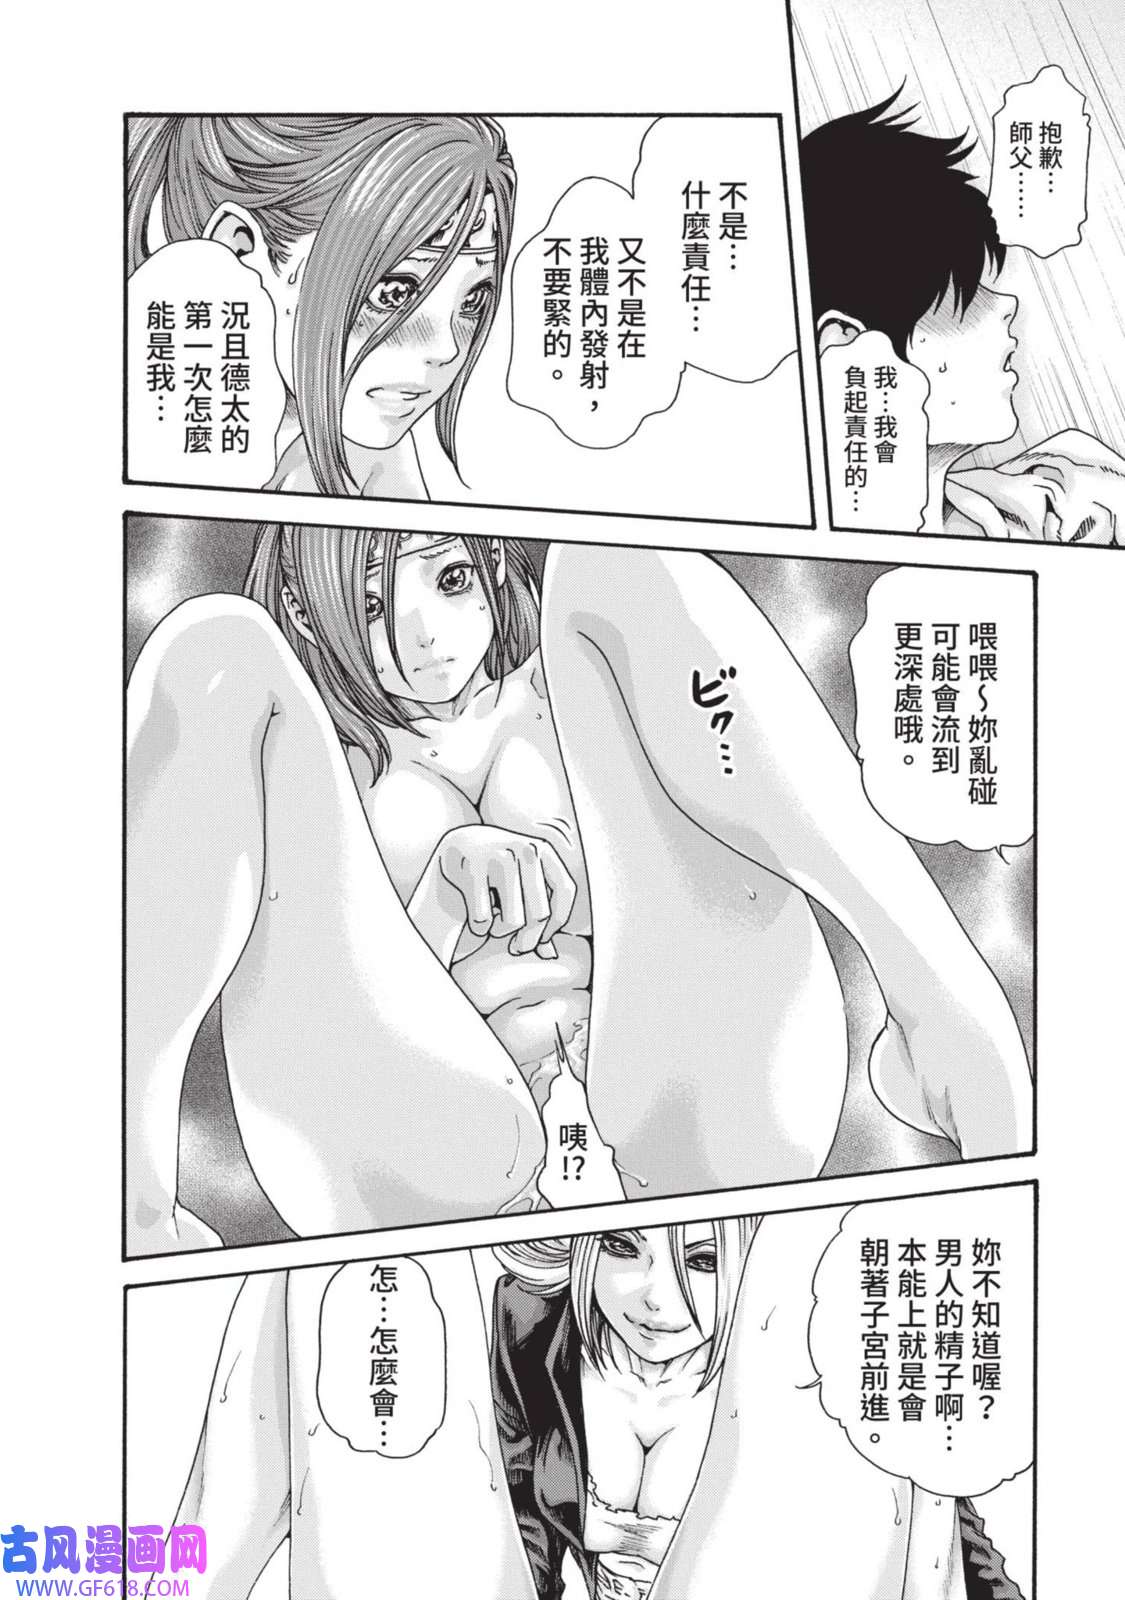 抱歉…
師父……
我…我會
負起責任的…
不是…
什麼責任…
又不是在
我體內發射，
不要緊的。
況且德太的
第一次怎麼
能是我…
喂喂～妳亂碰
可能會流到
更深處哦。
ビクッ…
咦!?
妳不知道喔？
男人的精子啊…
本能上就是會
朝著子宮前進。
怎…怎麼會…
古风漫画网
WWW.GF618.COM